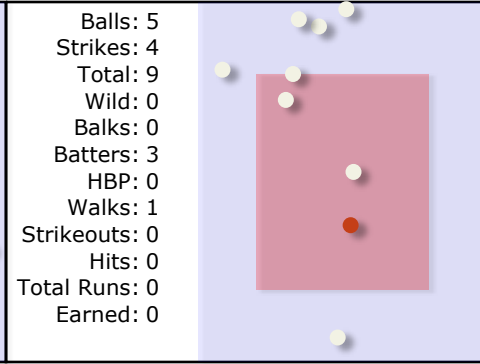 Balls: 5
Strikes: 4
Total: 9
Wild: 0
Balks: 0
Batters: 3
HBP: 0
Walks: 1
Strikeouts: 0
Hits: 0
Total Runs: 0
Earned: 0